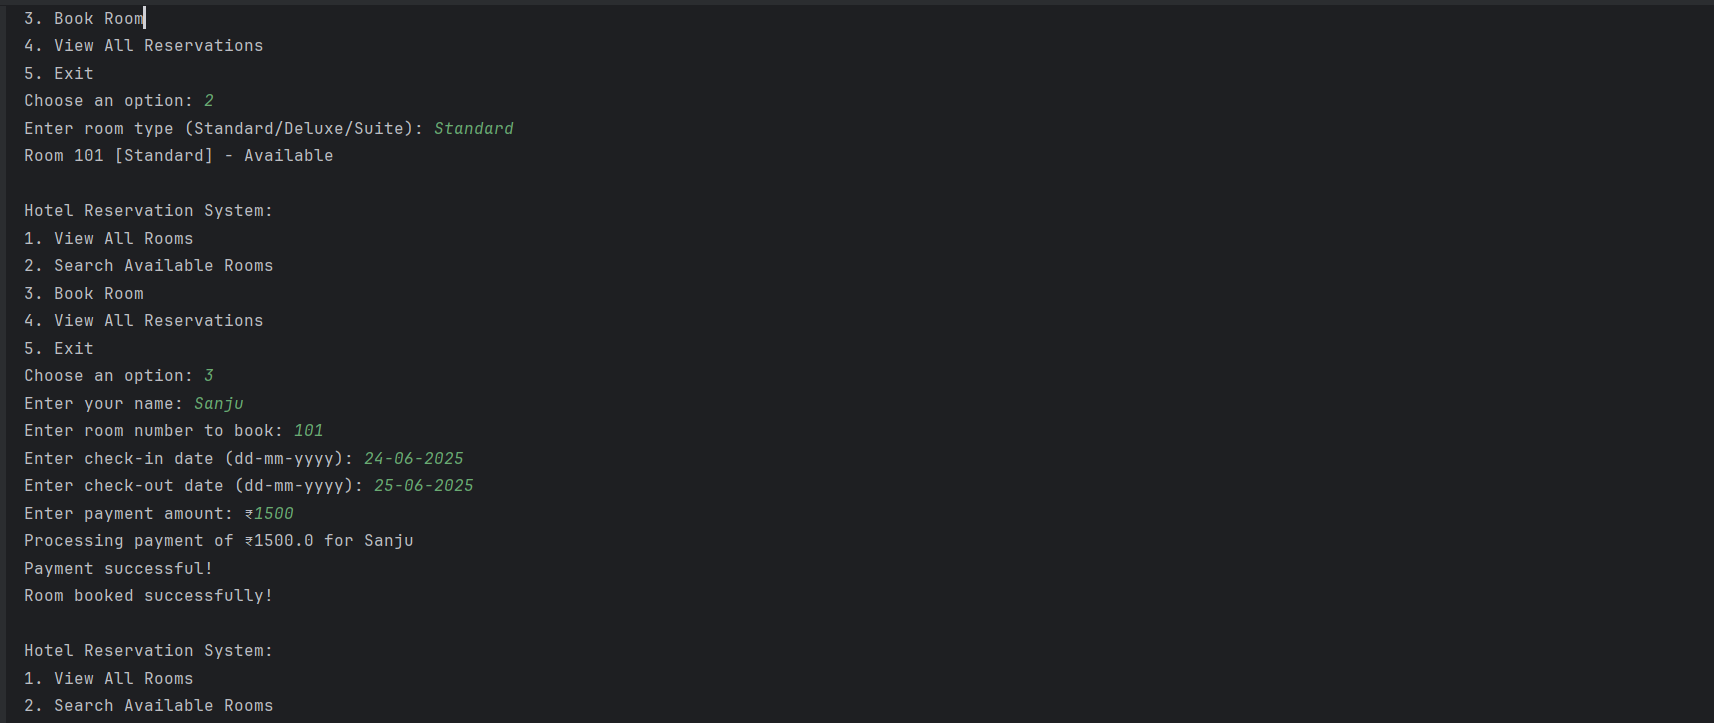 3. Book Room
4. View All Reservations
5. Exit
Choose an option: 2
Enter room type (Standard/Deluxe/Suite): Standard
Room 101 [Standard] - Available
Hotel Reservation System:
1. View All Rooms
2. Search Available Rooms
3. Book Room
4. View All Reservations
5. Exit
Choose an option: 3
Enter your name: Sanju
Enter room number to book: 101
Enter check-in date (dd-mm-yyyy): 24-06-2025
Enter check-out date (dd-mm-yyyy): 25-06-2025
Enter payment amount: ₹1500
Processing payment of ₹1500.0 for Sanju
Payment successful!
Room booked successfully!
Hotel Reservation System:
1. View All Rooms
2. Search Available Rooms